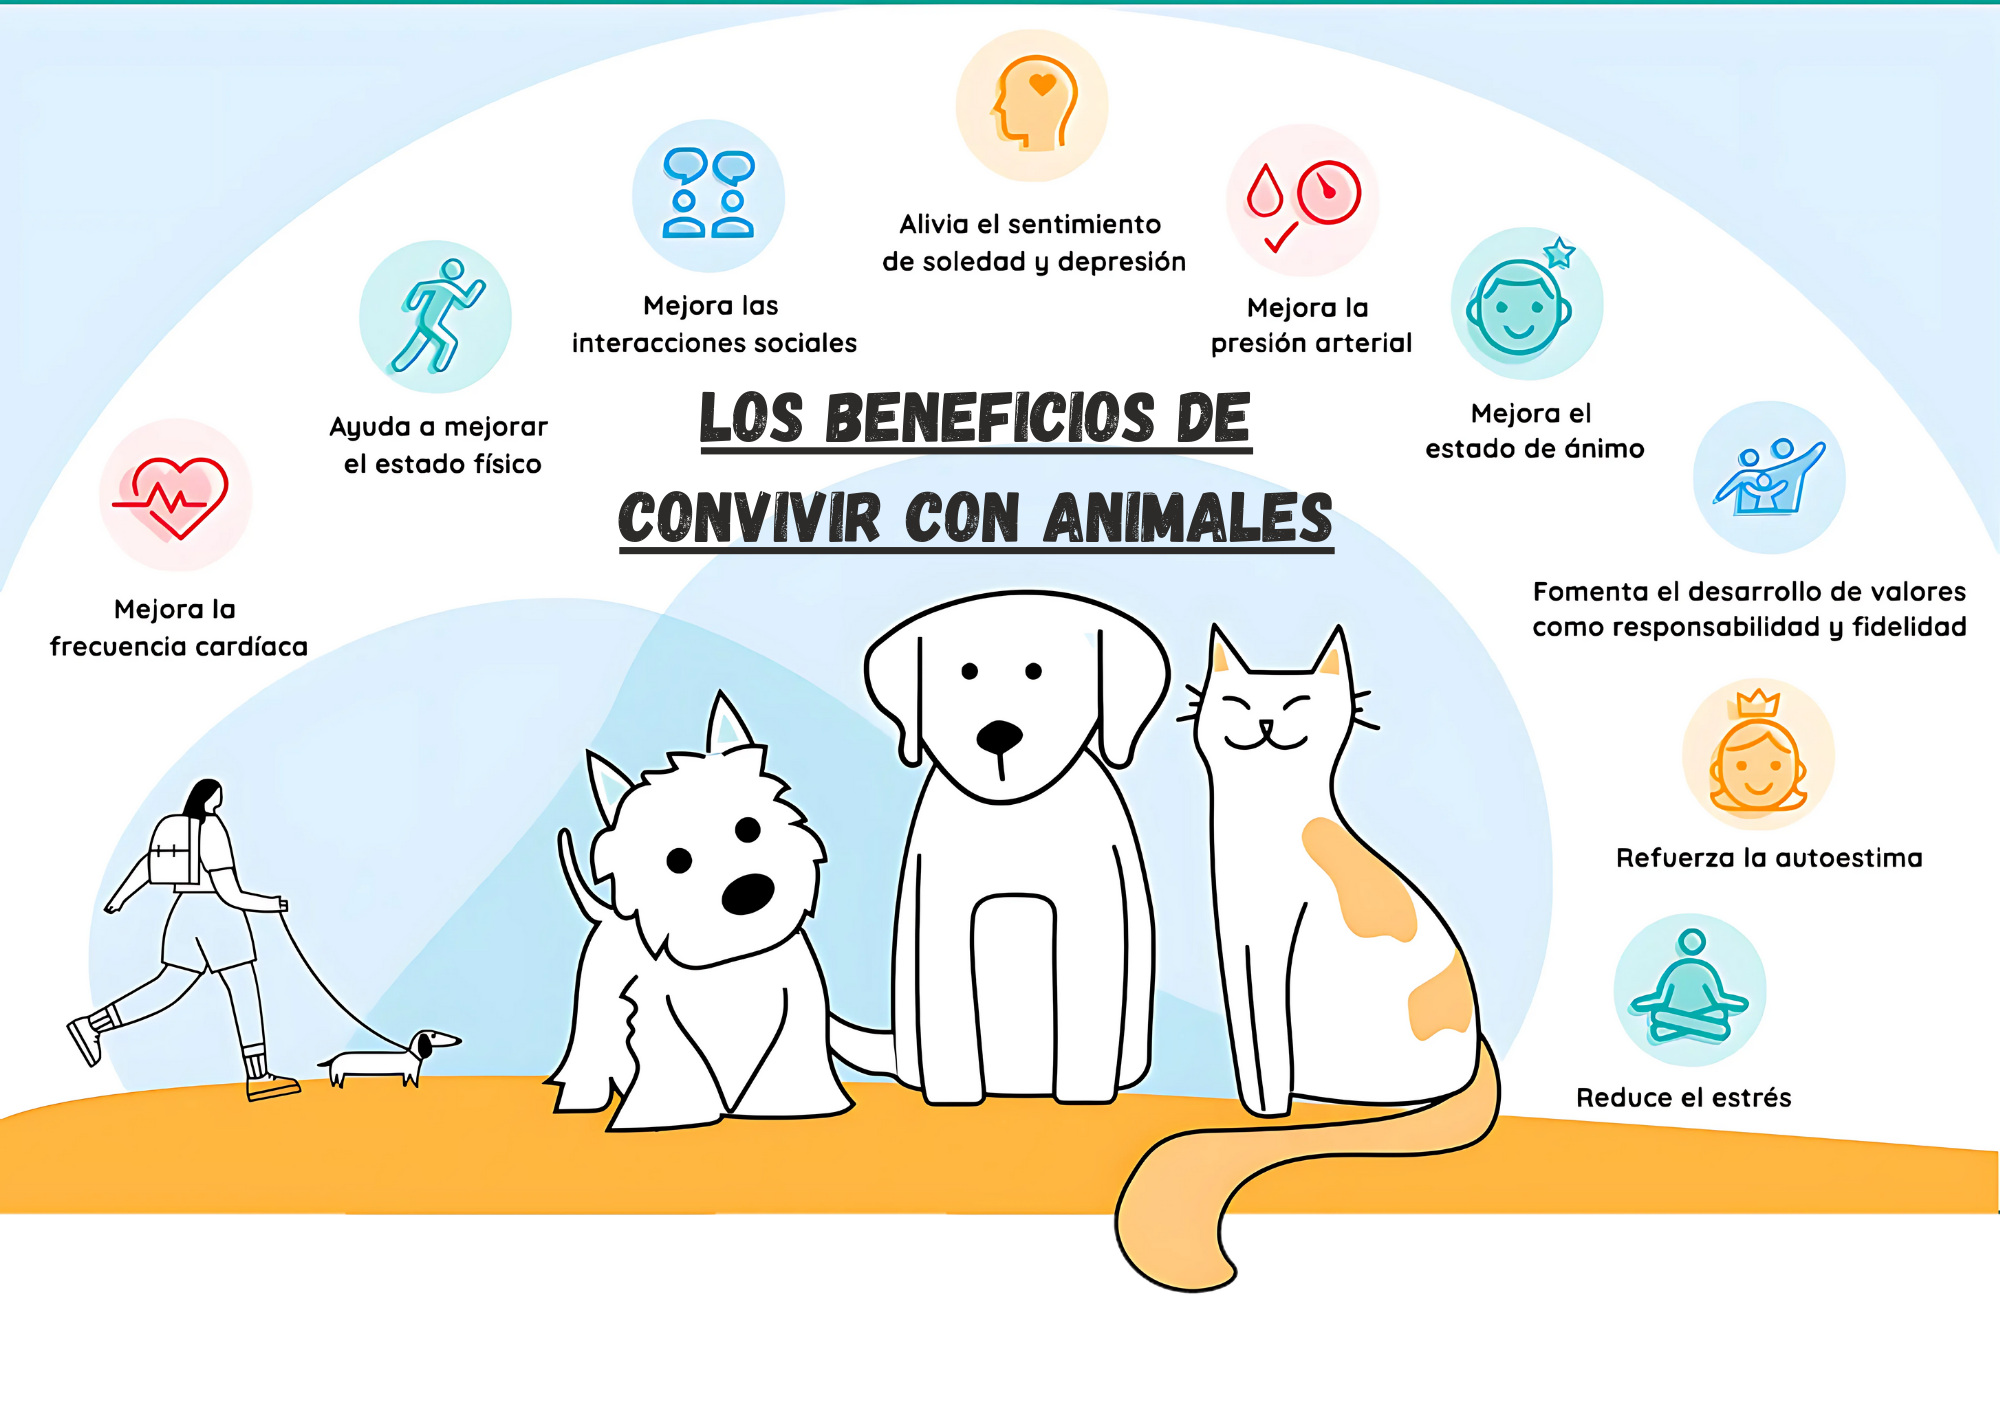 LOS BENEFICIOS DE
CONVIVIR CON ANIMALES
Mejora la
frecuencia cardíaca
Ayuda a mejorar
el estado físico
Mejora las
interacciones sociales
Alivia el sentimiento
de soledad y depresión
Mejora la
presión arterial
Mejora el
estado de ánimo
Fomenta el desarrollo de valores
como responsabilidad y fidelidad
Refuerza la autoestima
Reduce el estrés